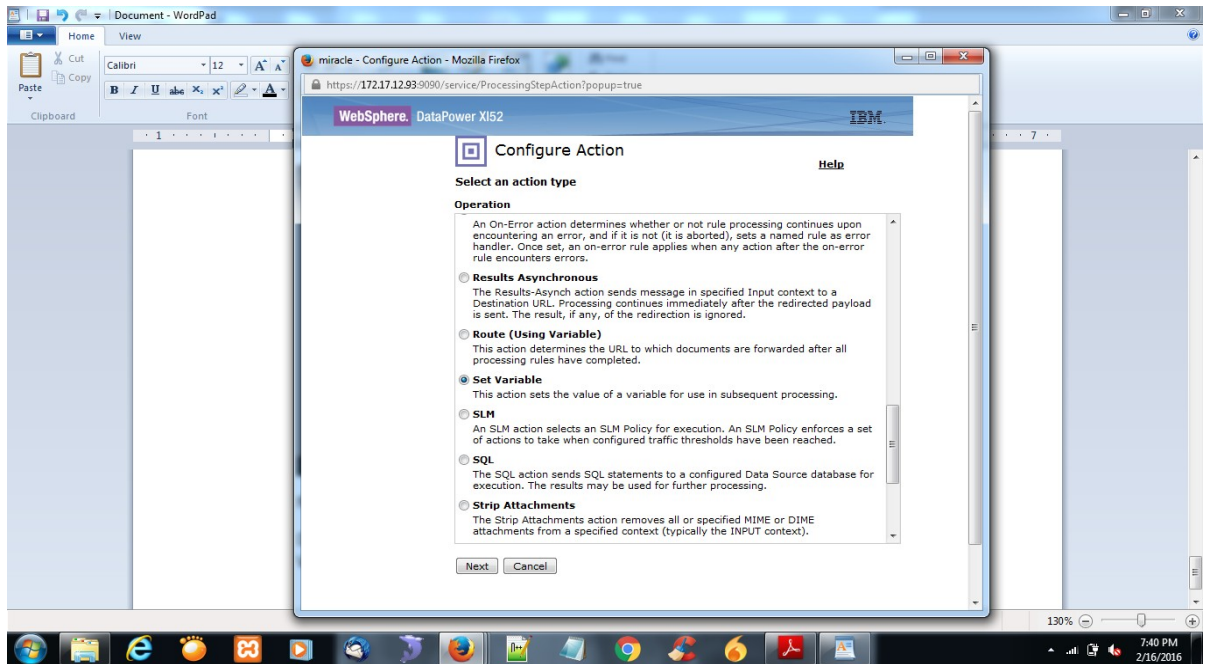 Document - WordPad
Home View
Cut
Copy
Paste
Calibri 12 A A
B I U abe X₂ X² A
Clipboard Font
1 7
miracle - Configure Action - Mozilla Firefox
https://172.17.12.93:9090/service/ProcessingStepAction?popup=true
WebSphere. DataPower XI52 IBM.
Configure Action
Help
Select an action type
Operation
An On-Error action determines whether or not rule processing continues upon
encountering an error, and if it is not (it is aborted), sets a named rule as error
handler. Once set, an on-error rule applies when any action after the on-error
rule encounters errors.
Results Asynchronous
The Results-Asynch action sends message in specified Input context to a
Destination URL. Processing continues immediately after the redirected payload
is sent. The result, if any, of the redirection is ignored.
Route (Using Variable)
This action determines the URL to which documents are forwarded after all
processing rules have completed.
Set Variable
This action sets the value of a variable for use in subsequent processing.
SLM
An SLM action selects an SLM Policy for execution. An SLM Policy enforces a set
of actions to take when configured traffic thresholds have been reached.
SQL
The SQL action sends SQL statements to a configured Data Source database for
execution. The results may be used for further processing.
Strip Attachments
The Strip Attachments action removes all or specified MIME or DIME
attachments from a specified context (typically the INPUT context).
Next Cancel
130%
7:40 PM
2/16/2016